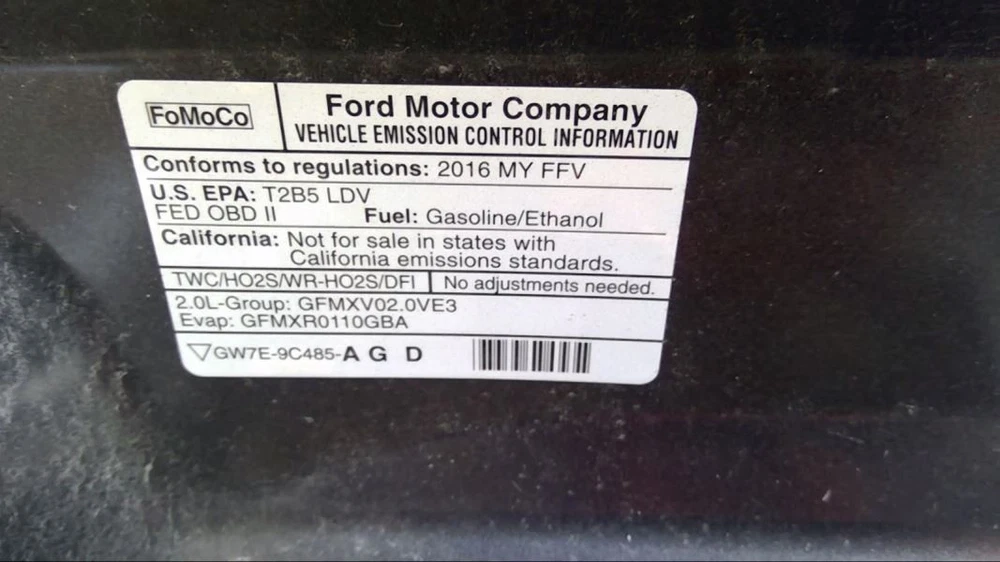 FoMoCo
Ford Motor Company
VEHICLE EMISSION CONTROL INFORMATION
Conforms to regulations: 2016 MY FFV
U.S. EPA: T2B5 LDV
FED OBD II Fuel: Gasoline/Ethanol
California: Not for sale in states with
California emissions standards.
TWC/HO2S/WR-HO2S/DFI No adjustments needed.
2.0L-Group: GFMXV02.0VE3
Evap: GFMXR0110GBA
GW7E-9C485-A G D